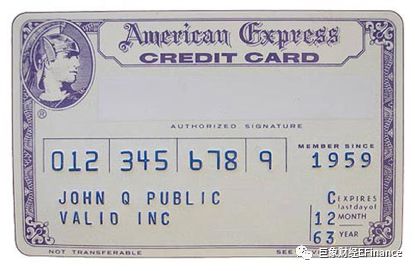 American Express
CREDIT CARD
®
AUTHORIZED SIGNATURE
MEMBER SINCE
012 345 678 9 1959
JOHN Q PUBLIC
VALIO INC
C EXPIRES
last day of
12 MONTH
63 YEAR
NOT TRANSFERABLE
SEE
巨象财经EFinance